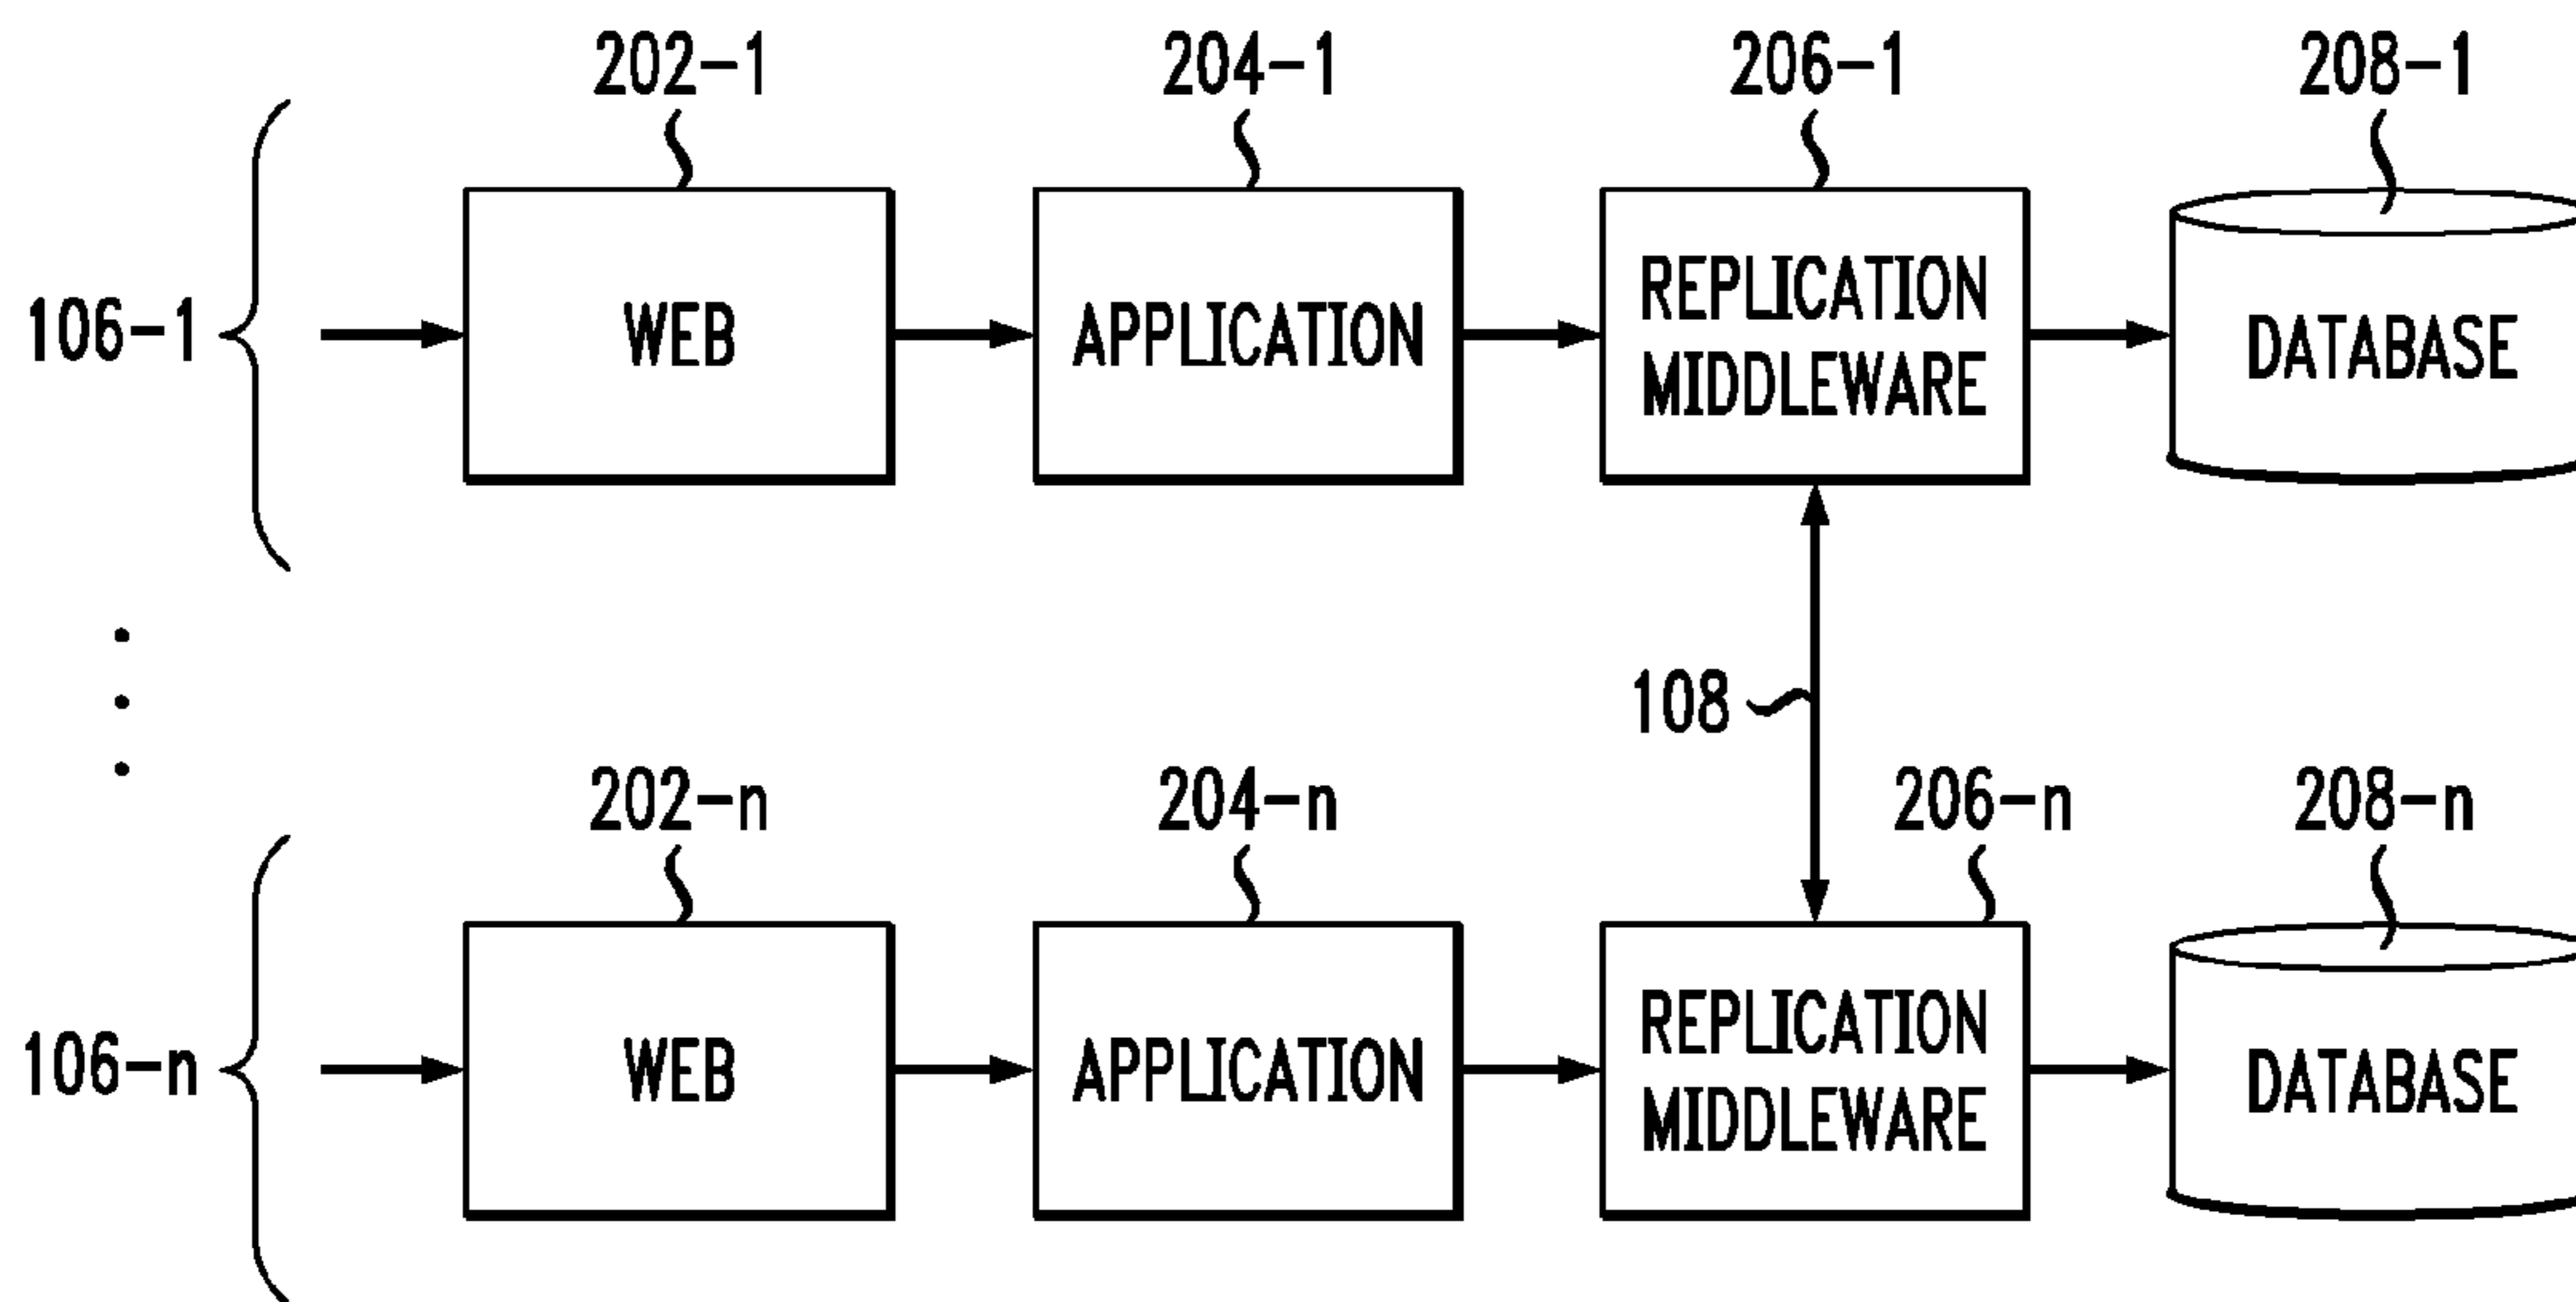 202-1
204-1
206-1
208-1
106-1
WEB
APPLICATION
REPLICATION
MIDDLEWARE
DATABASE
108
202-n
204-n
206-n
208-n
106-n
WEB
APPLICATION
REPLICATION
MIDDLEWARE
DATABASE